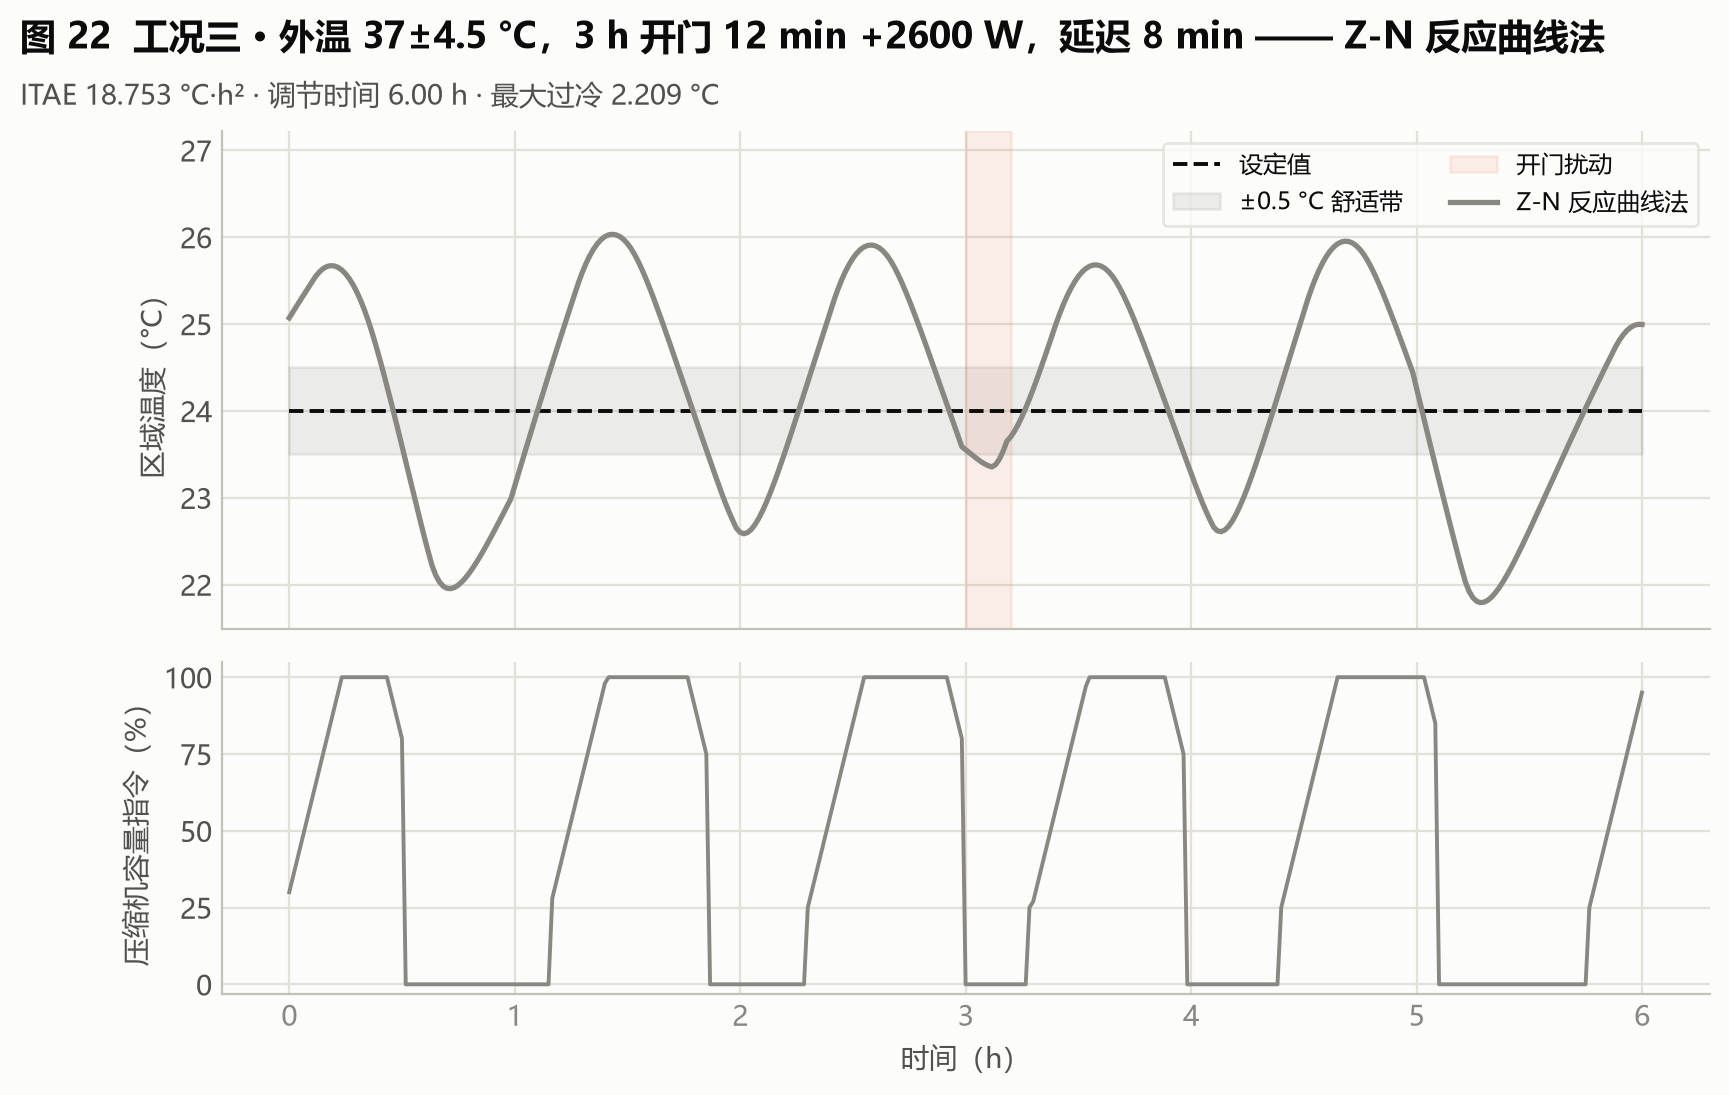 图 22 工况三 • 外温 37±4.5 °C，3 h 开门 12 min +2600 W，延迟 8 min —— Z-N 反应曲线法
ITAE 18.753 °C·h² · 调节时间 6.00 h · 最大过冷 2.209 °C
设定值
±0.5 °C 舒适带
开门扰动
Z-N 反应曲线法
区域温度（°C）
27
26
25
24
23
22
压缩机容量指令（%）
100
75
50
25
0
0 1 2 3 4 5 6
时间（h）